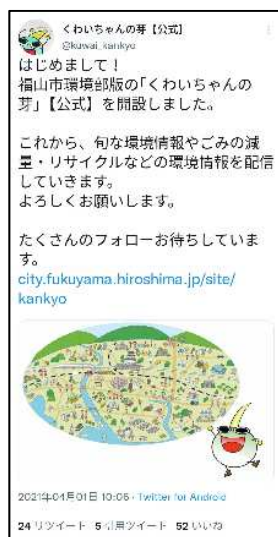 くわいちゃんの芽【公式】
@kuwai_kankyo
はじめまして！
福山市環境部版の「くわいちゃんの
芽」【公式】を開設しました。
これから、旬な環境情報やごみの減
量・リサイクルなどの環境情報を配信
していきます。
よろしくお願いします。
たくさんのフォローお待ちしていま
す。
city.fukuyama.hiroshima.jp/site/
kankyo
2021年04月01日 10:06・Twitter for Android
24 リツイート 5 引用ツイート 52 いいね